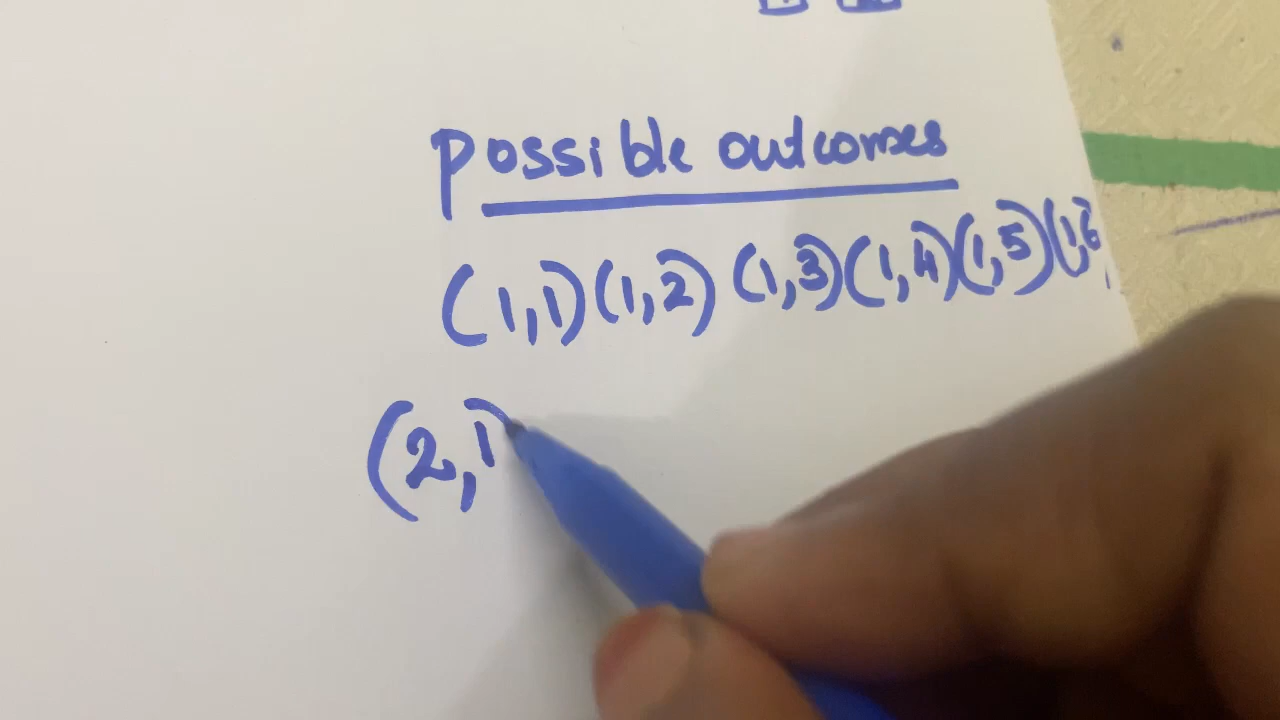 Possible outcomes
(1,1) (1,2) (1,3) (1,4) (1,5) (1,6
(2,1)